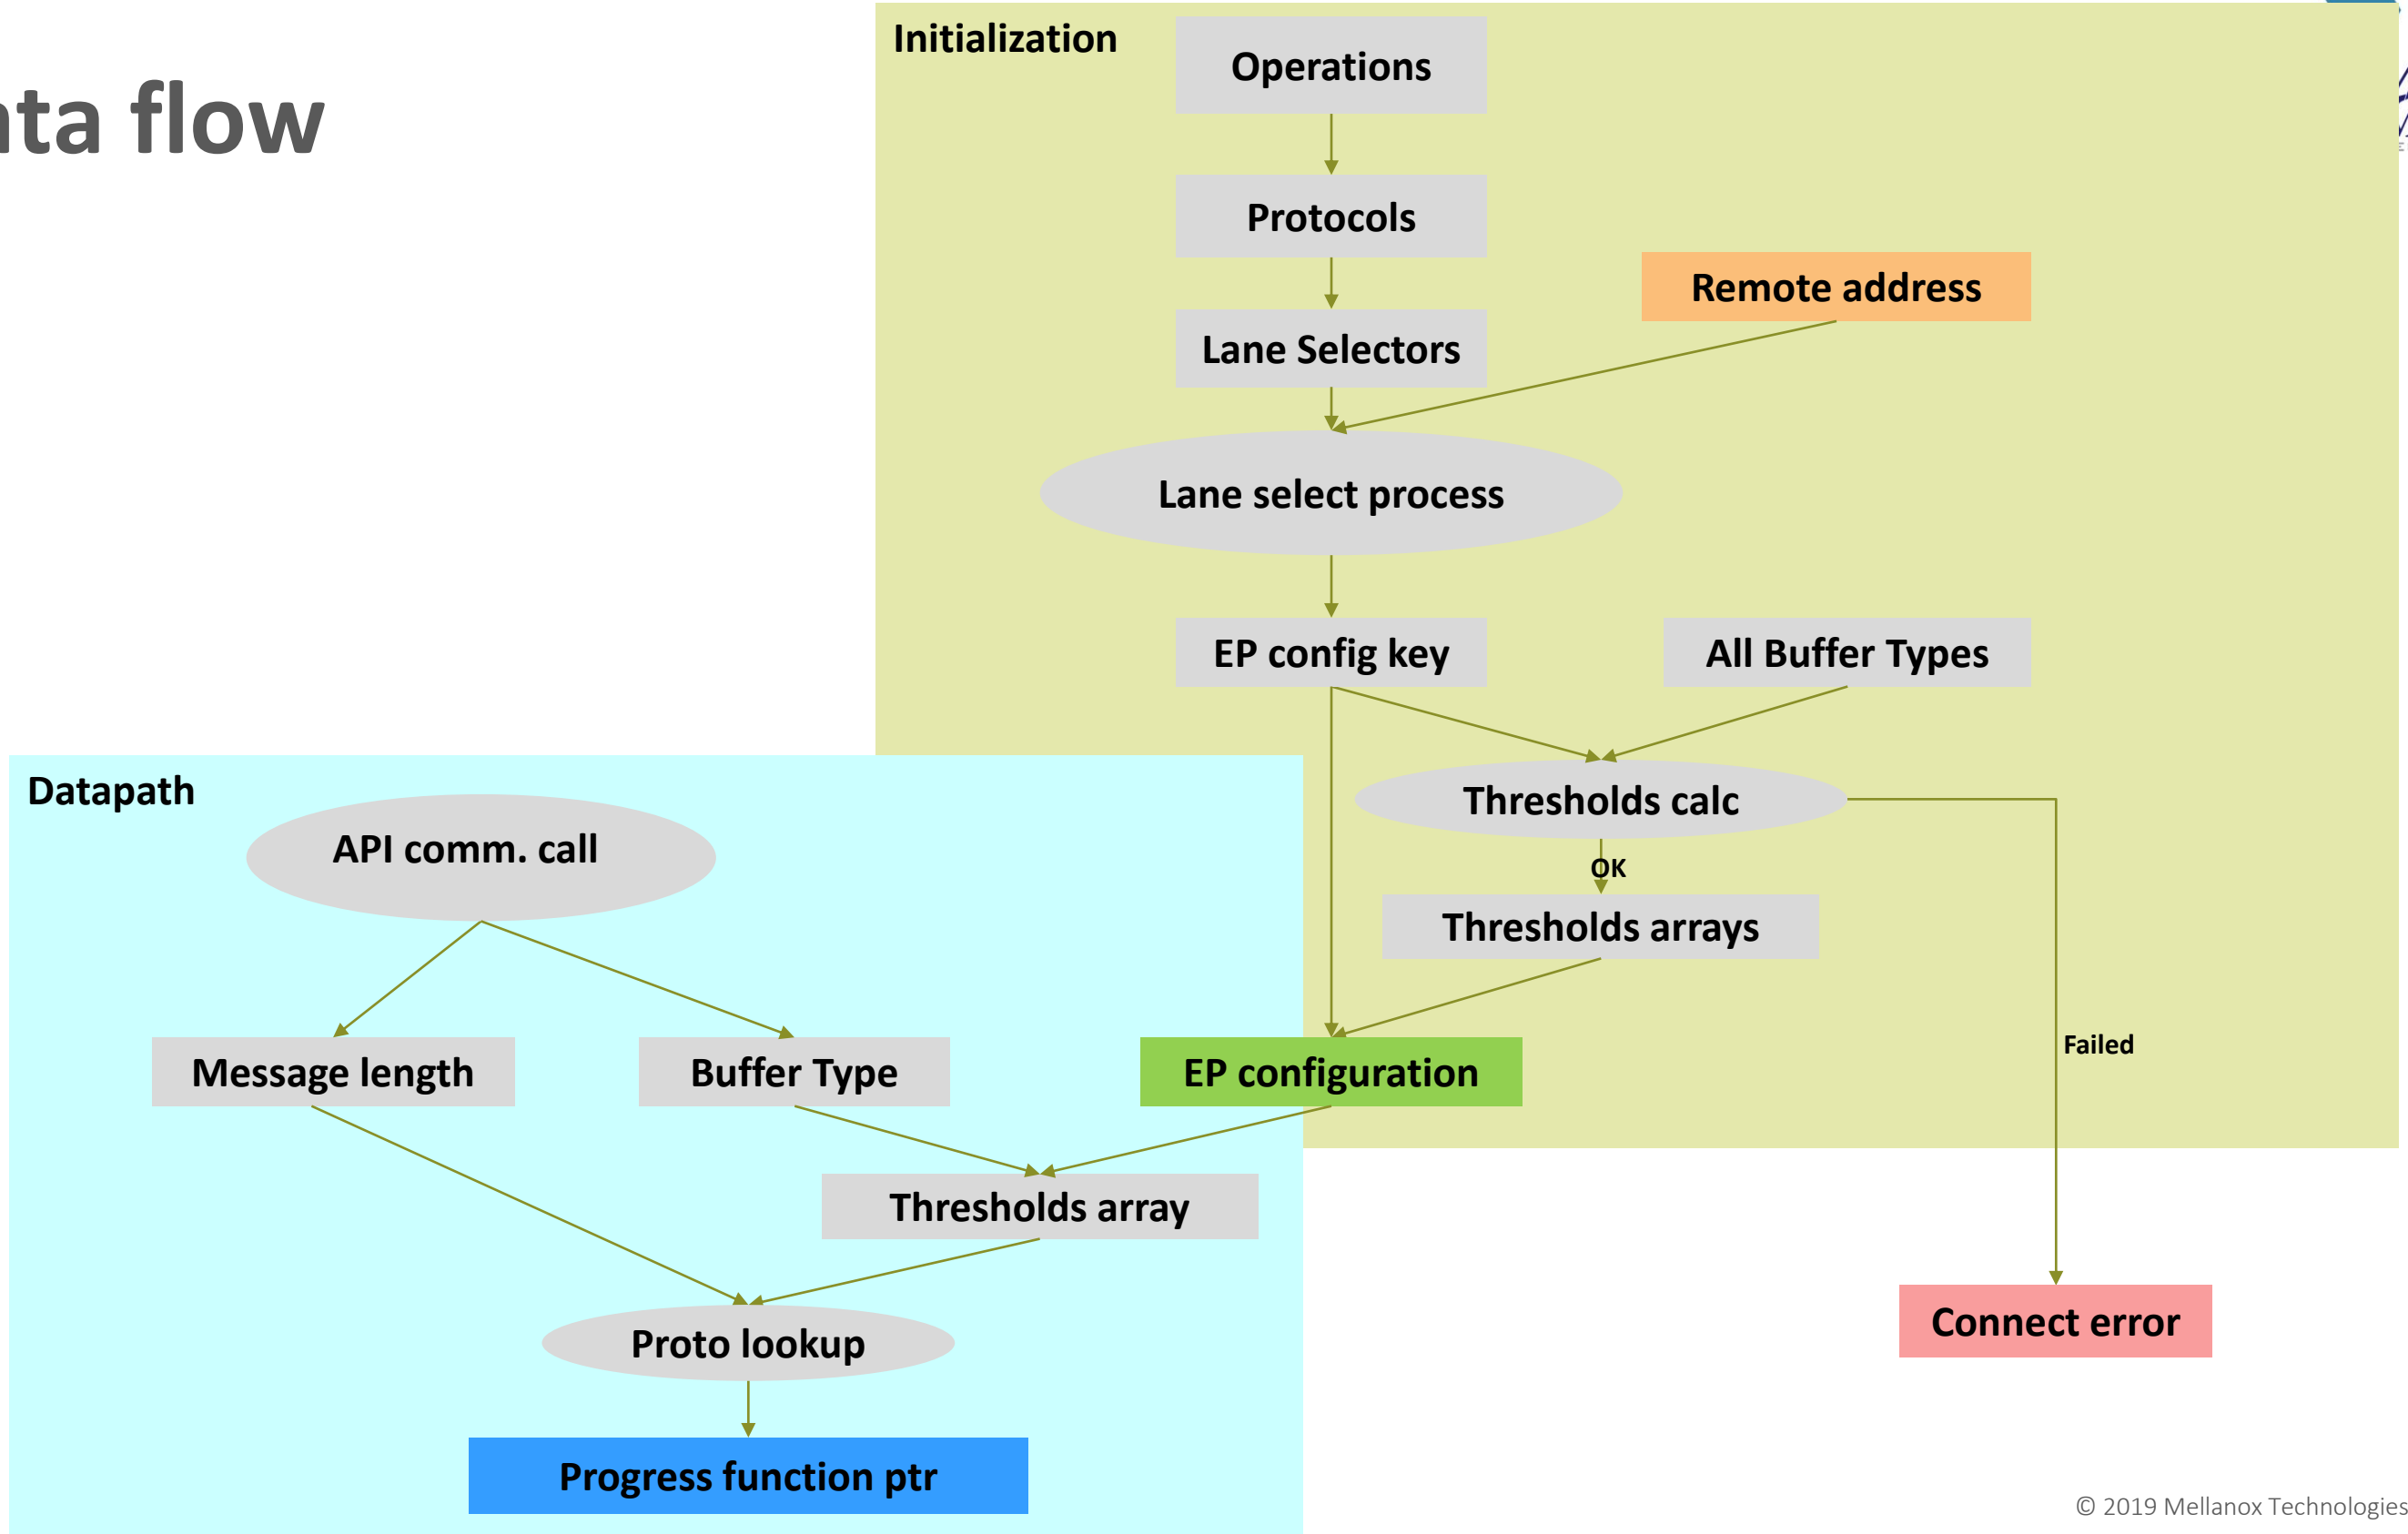 ata flow
Initialization
Operations
Protocols
Remote address
Lane Selectors
Lane select process
EP config key
All Buffer Types
Datapath
Thresholds calc
API comm. call
OK
Thresholds arrays
Failed
Message length
Buffer Type
EP configuration
Thresholds array
Connect error
Proto lookup
Progress function ptr
© 2019 Mellanox Technologies